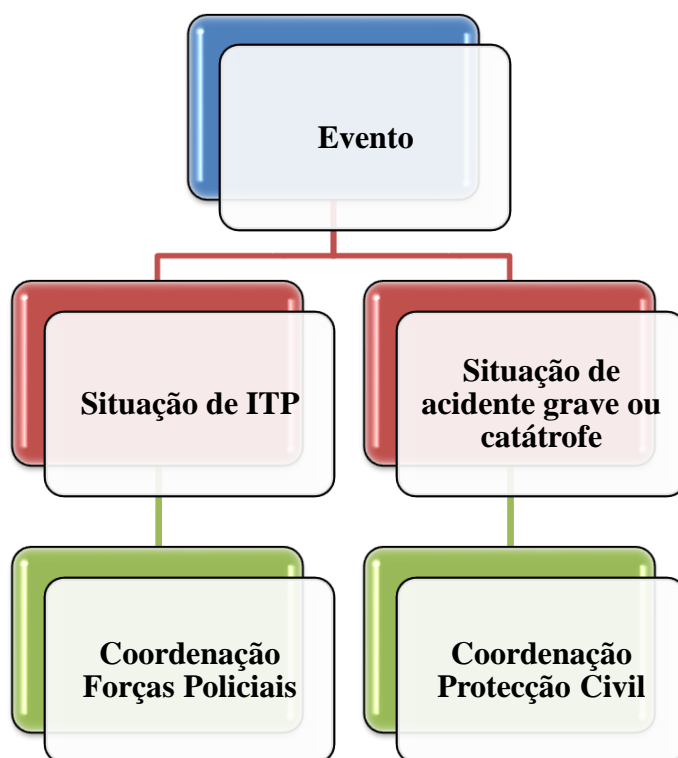 Evento
Situação de ITP
Situação de
acidente grave ou
catátrofe
Coordenação
Forças Policiais
Coordenação
Protecção Civil